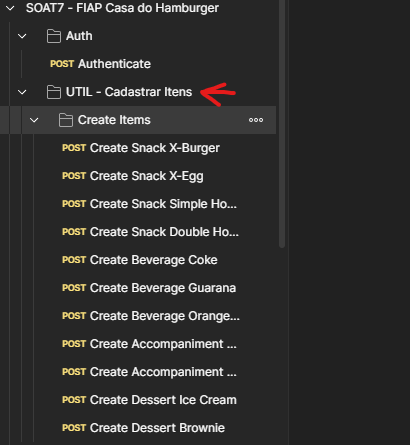 SOAT7 - FIAP Casa do Hamburger
Auth
POST Authenticate
UTIL - Cadastrar Itens
Create Items
POST Create Snack X-Burger
POST Create Snack X-Egg
POST Create Snack Simple Ho...
POST Create Snack Double Ho...
POST Create Beverage Coke
POST Create Beverage Guarana
POST Create Beverage Orange...
POST Create Accompaniment ...
POST Create Accompaniment ...
POST Create Dessert Ice Cream
POST Create Dessert Brownie